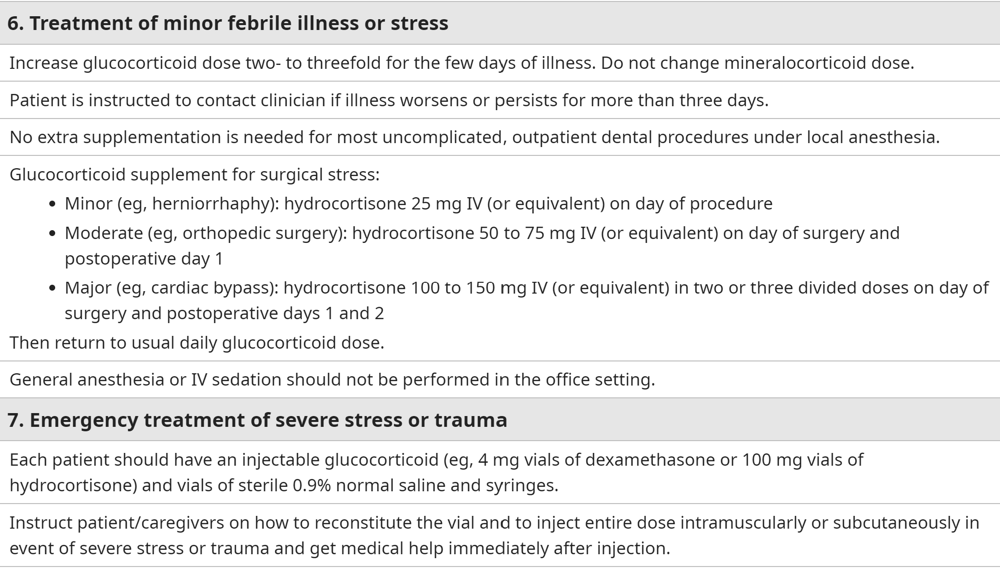 6. Treatment of minor febrile illness or stress
Increase glucocorticoid dose two- to threefold for the few days of illness. Do not change mineralocorticoid dose.
Patient is instructed to contact clinician if illness worsens or persists for more than three days.
No extra supplementation is needed for most uncomplicated, outpatient dental procedures under local anesthesia.
Glucocorticoid supplement for surgical stress:
• Minor (eg, herniorrhaphy): hydrocortisone 25 mg IV (or equivalent) on day of procedure
• Moderate (eg, orthopedic surgery): hydrocortisone 50 to 75 mg IV (or equivalent) on day of surgery and
postoperative day 1
• Major (eg, cardiac bypass): hydrocortisone 100 to 150 mg IV (or equivalent) in two or three divided doses on day of
surgery and postoperative days 1 and 2
Then return to usual daily glucocorticoid dose.
General anesthesia or IV sedation should not be performed in the office setting.
7. Emergency treatment of severe stress or trauma
Each patient should have an injectable glucocorticoid (eg, 4 mg vials of dexamethasone or 100 mg vials of
hydrocortisone) and vials of sterile 0.9% normal saline and syringes.
Instruct patient/caregivers on how to reconstitute the vial and to inject entire dose intramuscularly or subcutaneously in
event of severe stress or trauma and get medical help immediately after injection.